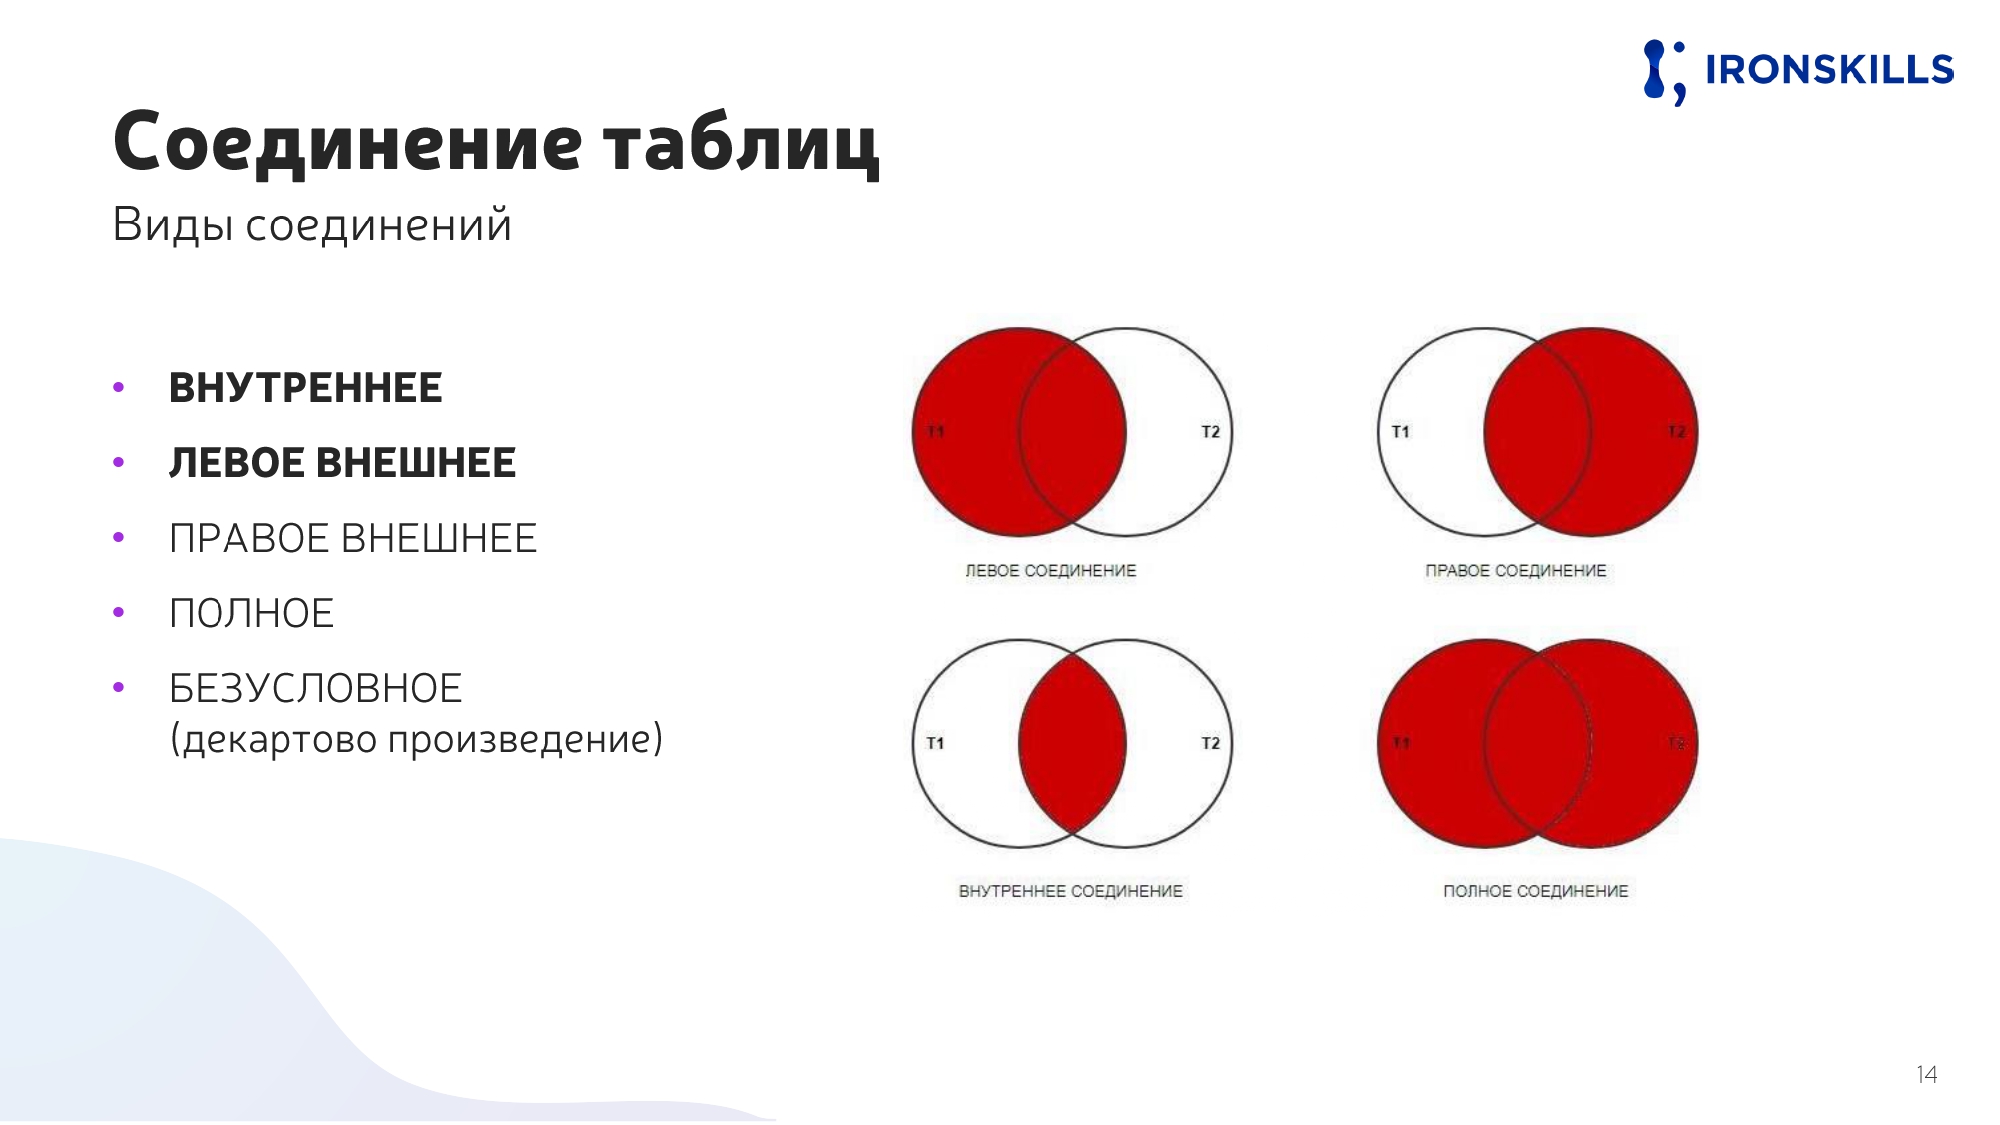 IRONSKILLS
Соединение таблиц
Виды соединений
• ВНУТРЕННЕЕ
• ЛЕВОЕ ВНЕШНЕЕ
• ПРАВОЕ ВНЕШНЕЕ
• ПОЛНОЕ
• БЕЗУСЛОВНОЕ
(декартово произведение)
T1 T2
ЛЕВОЕ СОЕДИНЕНИЕ
T1 T2
ПРАВОЕ СОЕДИНЕНИЕ
T1 T2
ВНУТРЕННЕЕ СОЕДИНЕНИЕ
T1 T2
ПОЛНОЕ СОЕДИНЕНИЕ
14